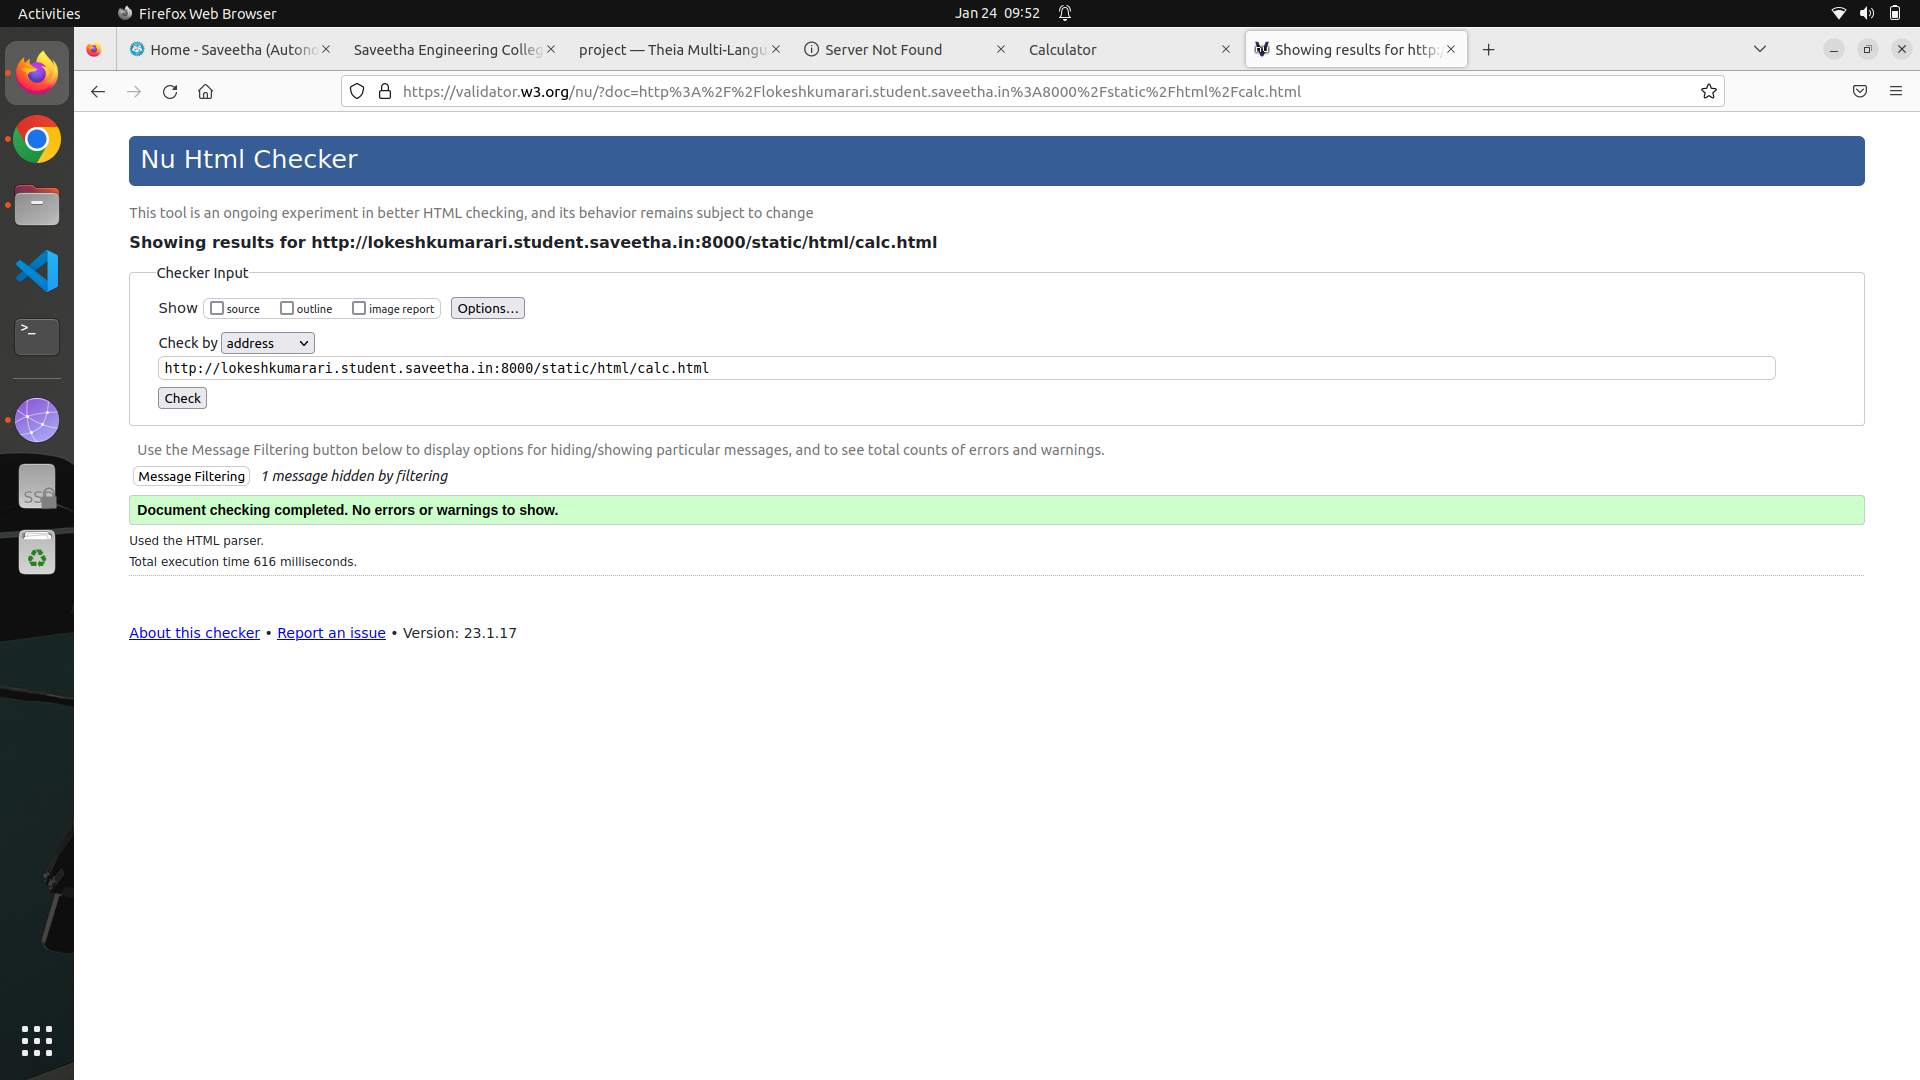 Activities Firefox Web Browser Jan 24 09:52
Home - Saveetha (Autono Saveetha Engineering Colleg project — Theia Multi-Langu Server Not Found Calculator Showing results for http:/
https://validator.w3.org/nu/?doc=http%3A%2F%2Flokeshkumarari.student.saveetha.in%3A8000%2Fstatic%2Fhtml%2Fcalc.html
Nu Html Checker
This tool is an ongoing experiment in better HTML checking, and its behavior remains subject to change
Showing results for http://lokeshkumarari.student.saveetha.in:8000/static/html/calc.html
Checker Input
Show source outline image report Options...
Check by address
http://lokeshkumarari.student.saveetha.in:8000/static/html/calc.html
Check
Use the Message Filtering button below to display options for hiding/showing particular messages, and to see total counts of errors and warnings.
Message Filtering 1 message hidden by filtering
Document checking completed. No errors or warnings to show.
SS
Used the HTML parser.
Total execution time 616 milliseconds.
About this checker • Report an issue • Version: 23.1.17